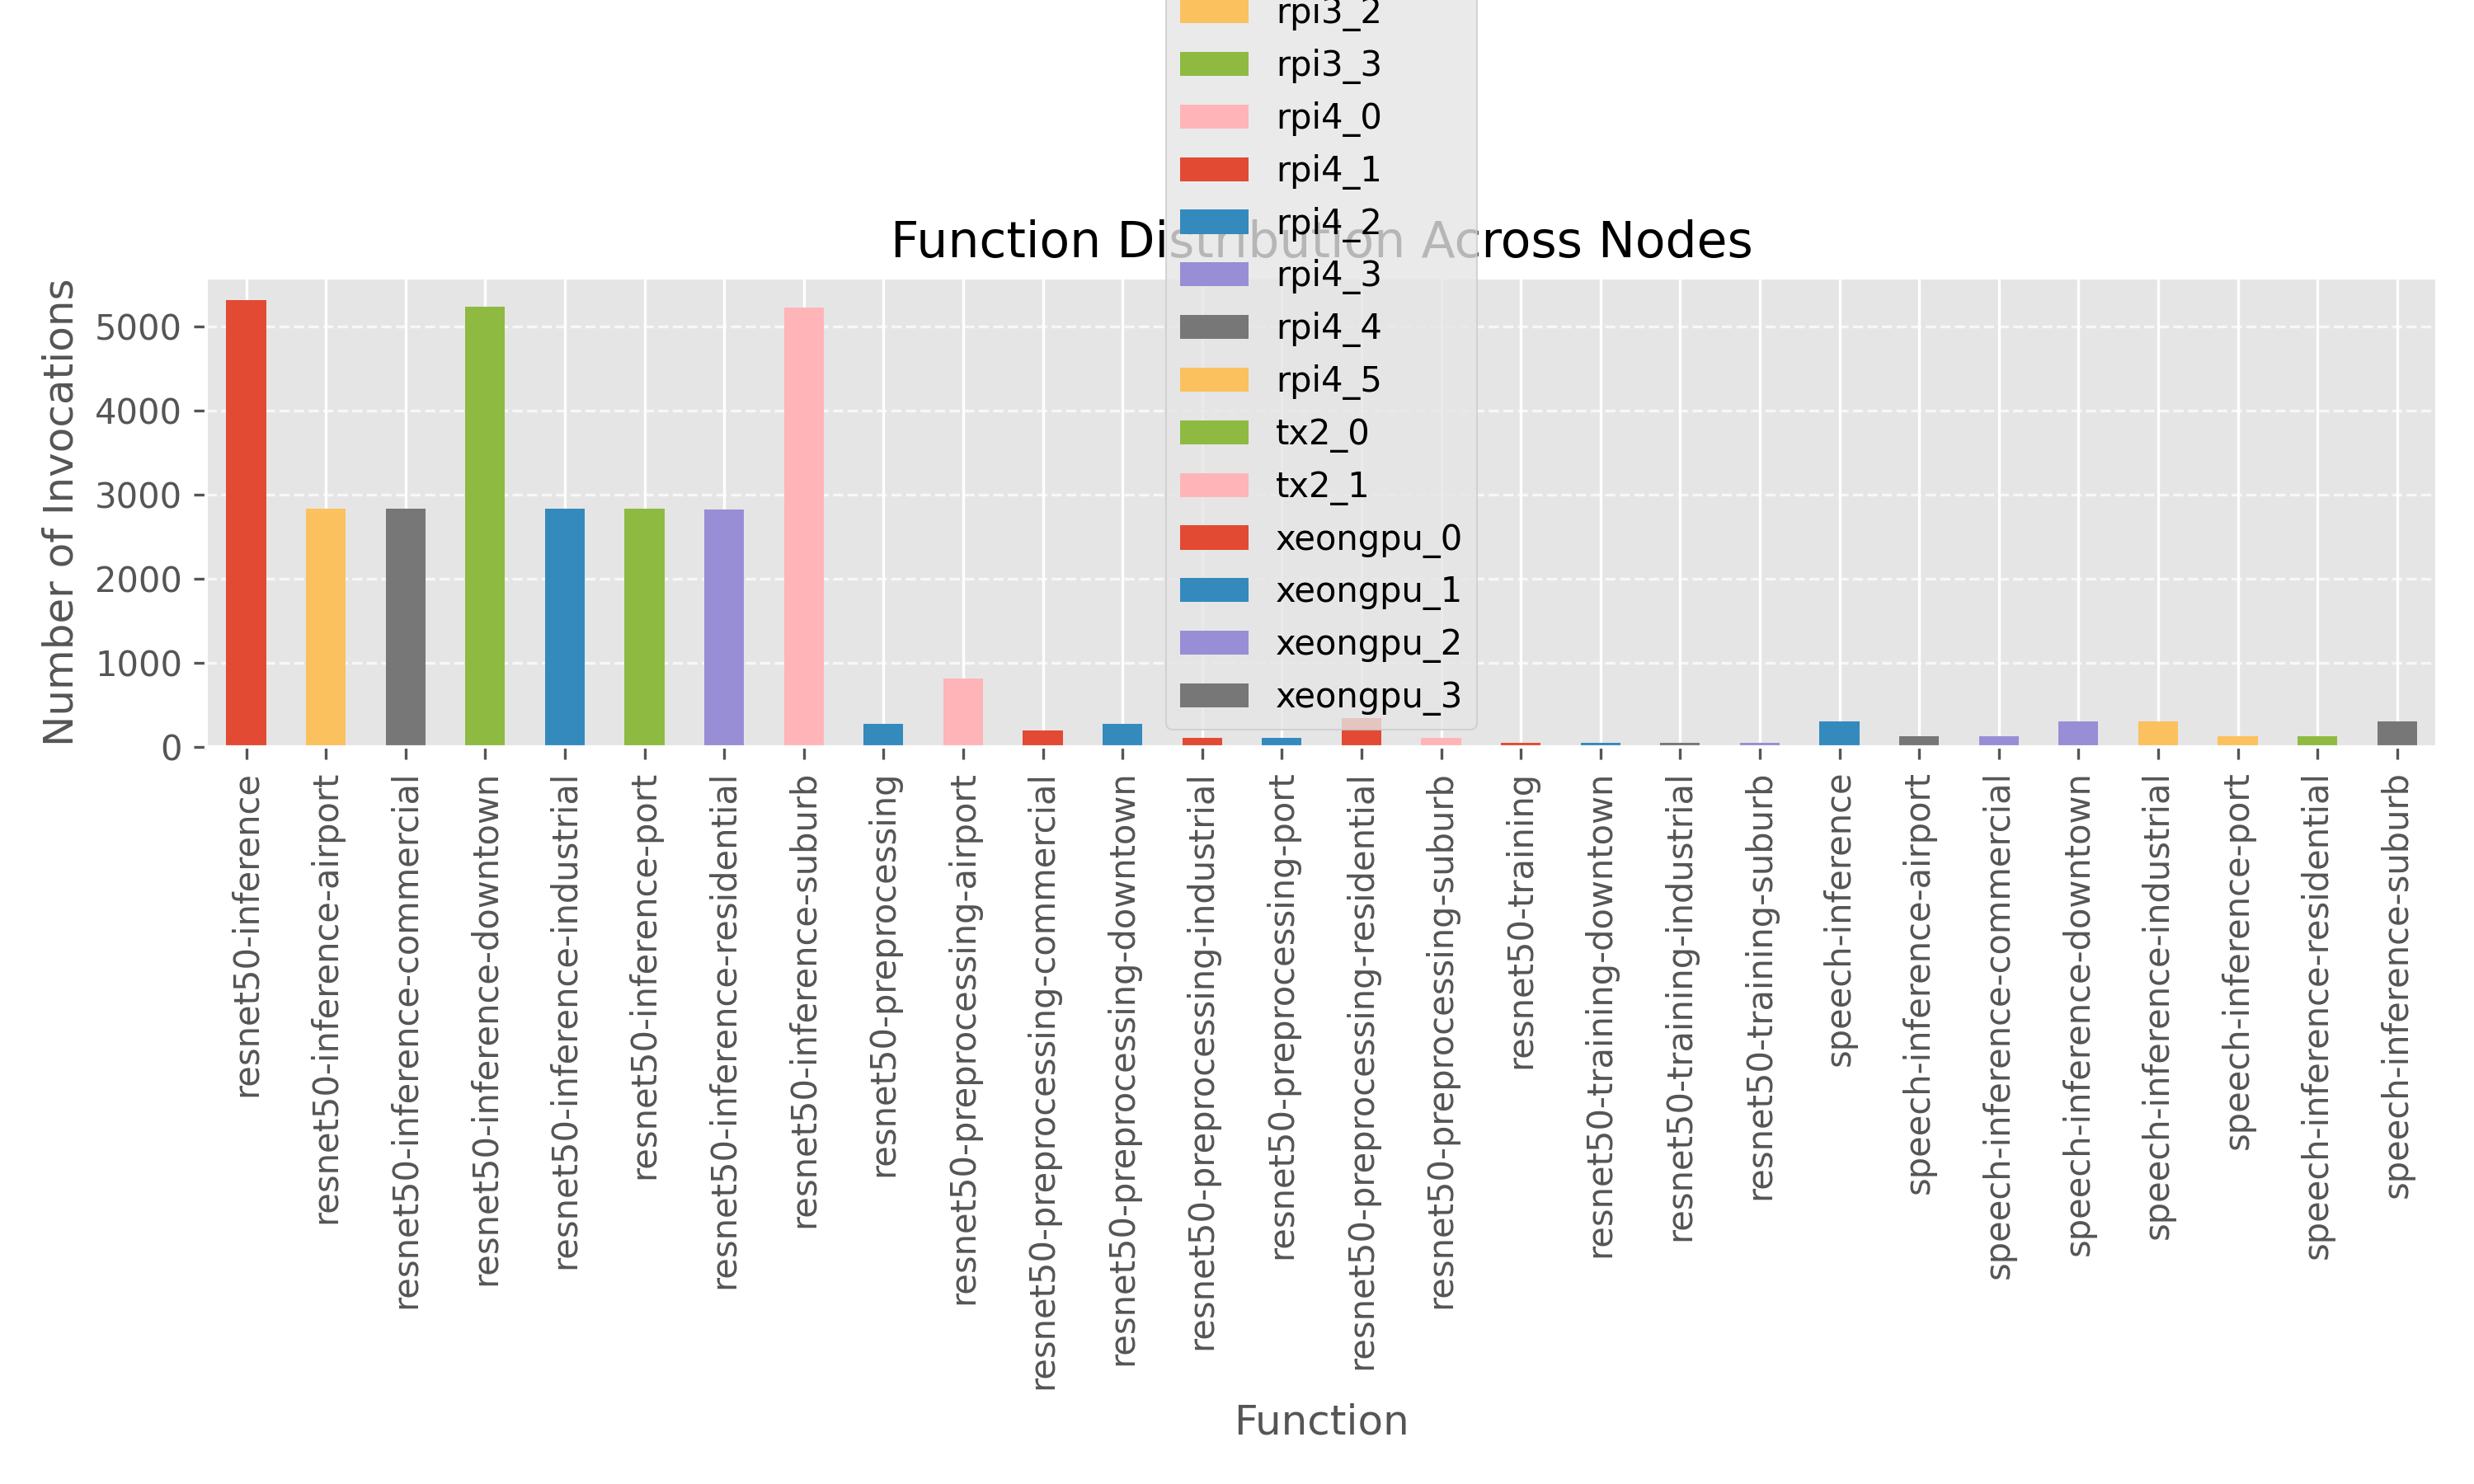 rpi3_2
rpi3_3
rpi4_0
rpi4_1
rpi4_2
rpi4_3
rpi4_4
rpi4_5
tx2_0
tx2_1
xeongpu_0
xeongpu_1
xeongpu_2
xeongpu_3
Function Distribution Across Nodes
Number of Invocations
5000
4000
3000
2000
1000
0
resnet50-inference
resnet50-inference-airport
resnet50-inference-commercial
resnet50-inference-downtown
resnet50-inference-industrial
resnet50-inference-port
resnet50-inference-residential
resnet50-inference-suburb
resnet50-preprocessing
resnet50-preprocessing-airport
resnet50-preprocessing-commercial
resnet50-preprocessing-downtown
resnet50-preprocessing-industrial
resnet50-preprocessing-port
resnet50-preprocessing-residential
resnet50-preprocessing-suburb
resnet50-training
resnet50-training-downtown
resnet50-training-industrial
resnet50-training-suburb
speech-inference
speech-inference-airport
speech-inference-commercial
speech-inference-downtown
speech-inference-industrial
speech-inference-port
speech-inference-residential
speech-inference-suburb
Function